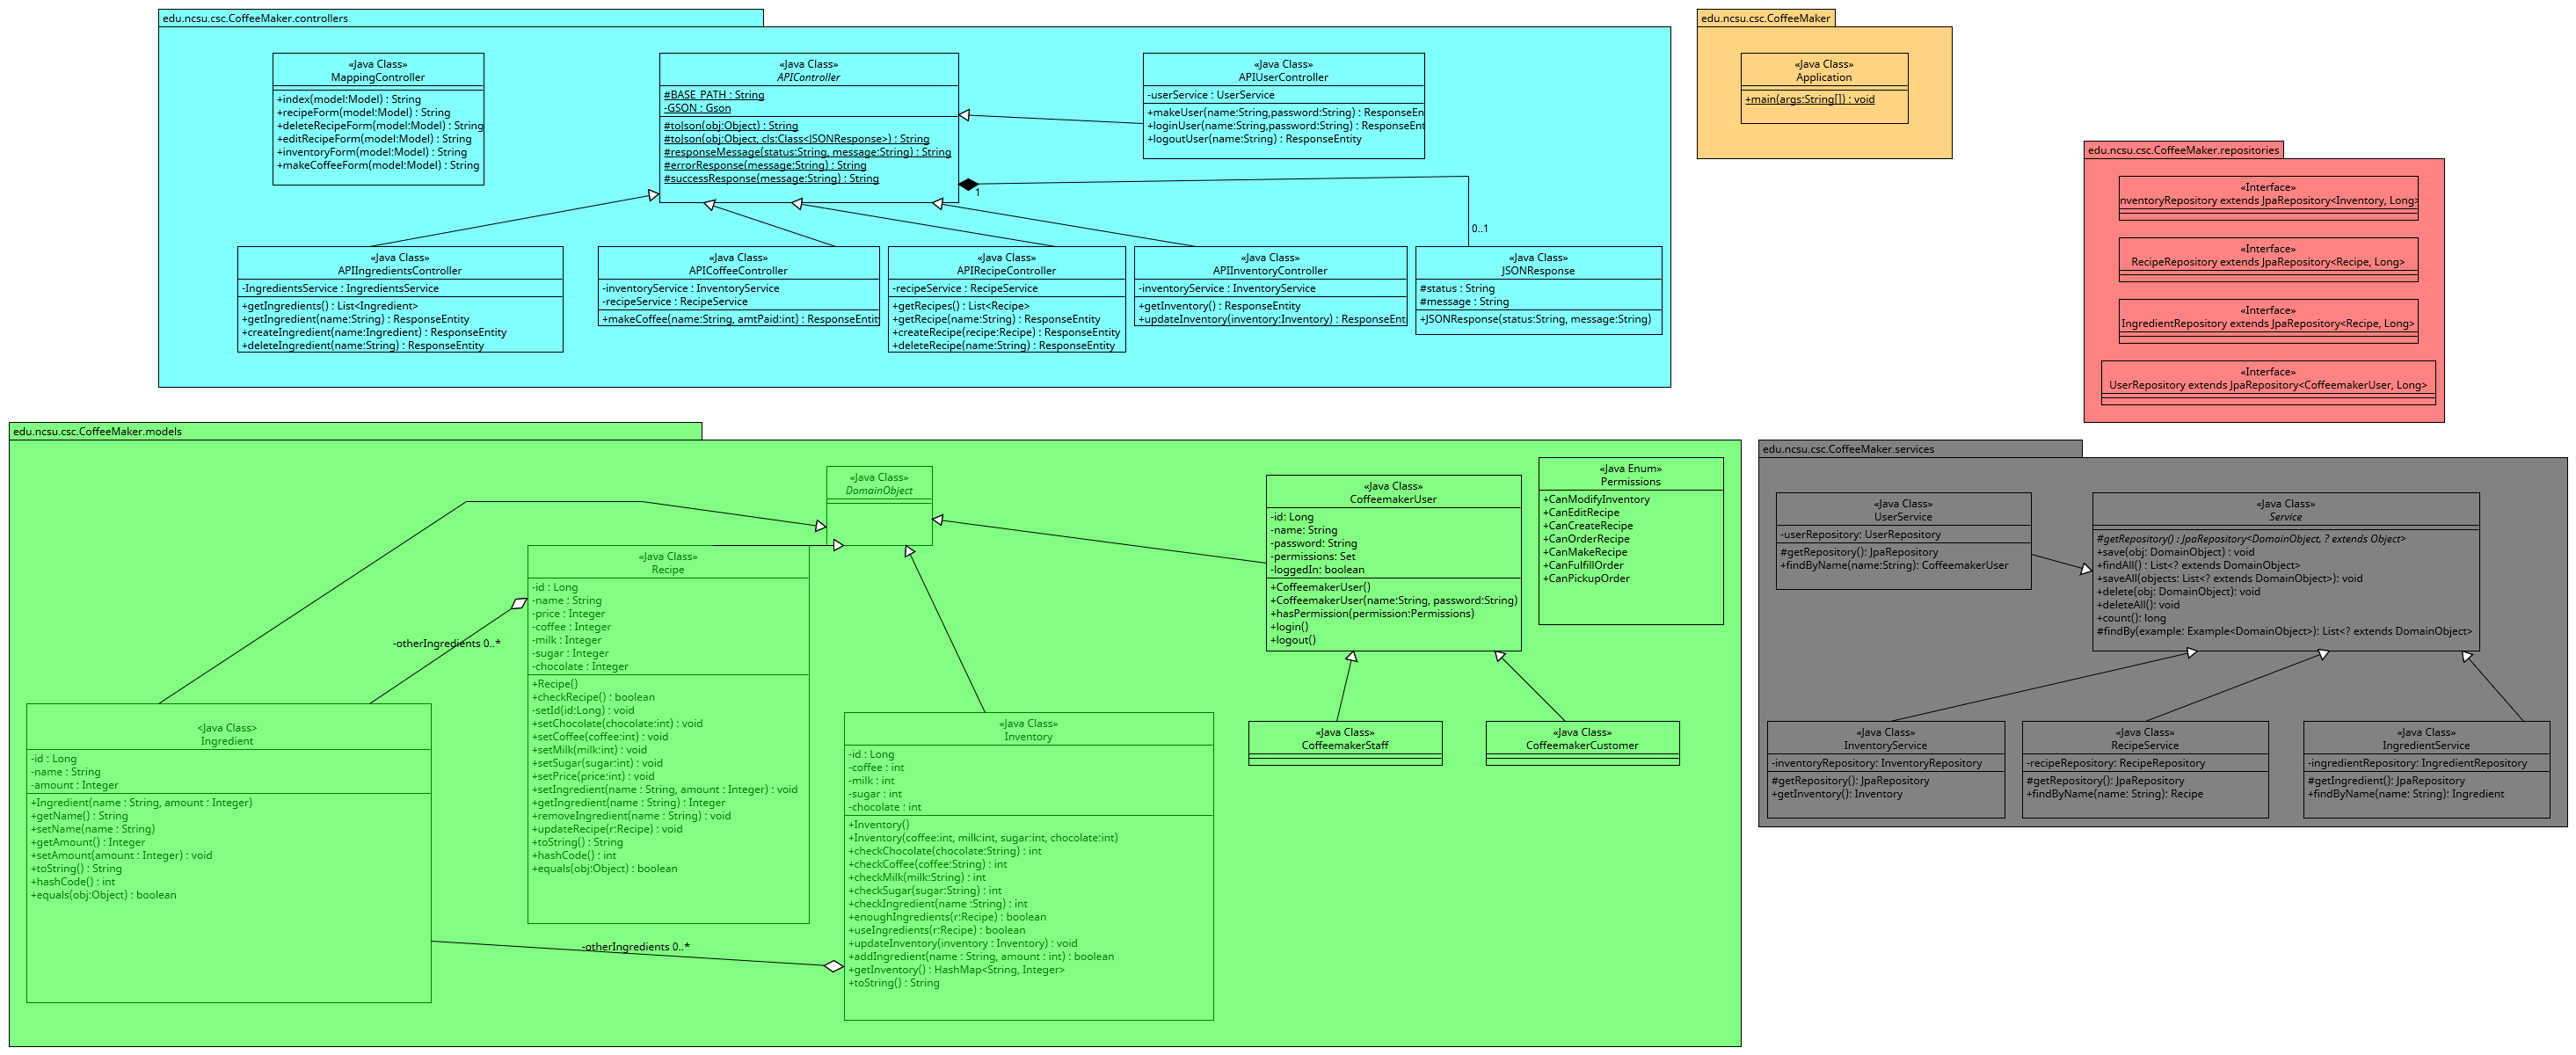 edu.ncsu.csc.CoffeeMaker.controllers
«Java Class»
MappingController
+index(model:Model) : String
+recipeForm(model:Model) : String
+deleteRecipeForm(model:Model) : String
+editRecipeForm(model:Model) : String
+inventoryForm(model:Model) : String
+makeCoffeeForm(model:Model) : String
«Java Class»
APIController
#BASE_PATH : String
-GSON : Gson
#toJson(obj:Object) : String
#toJson(obj:Object, cls:Class<JSONResponse>) : String
#responseMessage(status:String, message:String) : String
#errorResponse(message:String) : String
#successResponse(message:String) : String
«Java Class»
APIUserController
-userService : UserService
+makeUser(name:String,password:String) : ResponseEn
+loginUser(name:String,password:String) : ResponseEnt
+logoutUser(name:String) : ResponseEntity
1
0..1
«Java Class»
APIIngredientsController
-IngredientsService : IngredientsService
+getIngredients() : List<Ingredient>
+getIngredient(name:String) : ResponseEntity
+createIngredient(name:Ingredient) : ResponseEntity
+deleteIngredient(name:String) : ResponseEntity
«Java Class»
APICoffeeController
-inventoryService : InventoryService
-recipeService : RecipeService
+makeCoffee(name:String, amtPaid:int) : ResponseEntit
«Java Class»
APIRecipeController
-recipeService : RecipeService
+getRecipes() : List<Recipe>
+getRecipe(name:String) : ResponseEntity
+createRecipe(recipe:Recipe) : ResponseEntity
+deleteRecipe(name:String) : ResponseEntity
«Java Class»
APIInventoryController
-inventoryService : InventoryService
+getInventory() : ResponseEntity
+updateInventory(inventory:Inventory) : ResponseEnt
«Java Class»
JSONResponse
#status : String
#message : String
+JSONResponse(status:String, message:String)
edu.ncsu.csc.CoffeeMaker
«Java Class»
Application
+main(args:String[]) : void
edu.ncsu.csc.CoffeeMaker.repositories
«Interface»
nventoryRepository extends JpaRepository<Inventory, Long>
«Interface»
RecipeRepository extends JpaRepository<Recipe, Long>
«Interface»
IngredientRepository extends JpaRepository<Recipe, Long>
«Interface»
UserRepository extends JpaRepository<CoffeemakerUser, Long>
edu.ncsu.csc.CoffeeMaker.models
«Java Class»
DomainObject
«Java Class»
Recipe
-id : Long
-name : String
-price : Integer
-coffee : Integer
-milk : Integer
-sugar : Integer
-chocolate : Integer
+Recipe()
+checkRecipe() : boolean
-setId(id:Long) : void
+setChocolate(chocolate:int) : void
+setCoffee(coffee:int) : void
+setMilk(milk:int) : void
+setSugar(sugar:int) : void
+setPrice(price:int) : void
+setIngredient(name : String, amount : Integer) : void
+getIngredient(name : String) : Integer
+removeIngredient(name : String) : void
+updateRecipe(r:Recipe) : void
+toString() : String
+hashCode() : int
+equals(obj:Object) : boolean
-otherIngredients 0..*
<Java Class>
Ingredient
-id : Long
-name : String
-amount : Integer
+Ingredient(name : String, amount : Integer)
+getName() : String
+setName(name : String)
+getAmount() : Integer
+setAmount(amount : Integer) : void
+toString() : String
+hashCode() : int
+equals(obj:Object) : boolean
-otherIngredients 0..*
«Java Class»
Inventory
-id : Long
-coffee : int
-milk : int
-sugar : int
-chocolate : int
+Inventory()
+Inventory(coffee:int, milk:int, sugar:int, chocolate:int)
+checkChocolate(chocolate:String) : int
+checkCoffee(coffee:String) : int
+checkMilk(milk:String) : int
+checkSugar(sugar:String) : int
+checkIngredient(name :String) : int
+enoughIngredients(r:Recipe) : boolean
+useIngredients(r:Recipe) : boolean
+updateInventory(inventory : Inventory) : void
+addIngredient(name : String, amount : int) : boolean
+getInventory() : HashMap<String, Integer>
+toString() : String
«Java Class»
CoffeemakerUser
-id: Long
-name: String
-password: String
-permissions: Set
-loggedIn: boolean
+CoffeemakerUser()
+CoffeemakerUser(name:String, password:String)
+hasPermission(permission:Permissions)
+login()
+logout()
«Java Enum»
Permissions
+CanModifyInventory
+CanEditRecipe
+CanCreateRecipe
+CanOrderRecipe
+CanMakeRecipe
+CanFulfillOrder
+CanPickupOrder
«Java Class»
CoffeemakerStaff
«Java Class»
CoffeemakerCustomer
edu.ncsu.csc.CoffeeMaker.services
«Java Class»
UserService
-userRepository: UserRepository
#getRepository(): JpaRepository
+findByName(name:String): CoffeemakerUser
«Java Class»
Service
#getRepository() : JpaRepository<DomainObject, ? extends Object>
+save(obj: DomainObject) : void
+findAll() : List<? extends DomainObject>
+saveAll(objects: List<? extends DomainObject>): void
+delete(obj: DomainObject): void
+deleteAll(): void
+count(): long
#findBy(example: Example<DomainObject>): List<? extends DomainObject>
«Java Class»
InventoryService
-inventoryRepository: InventoryRepository
#getRepository(): JpaRepository
+getInventory(): Inventory
«Java Class»
RecipeService
-recipeRepository: RecipeRepository
#getRepository(): JpaRepository
+findByName(name: String): Recipe
«Java Class»
IngredientService
-ingredientRepository: IngredientRepository
#getIngredient(): JpaRepository
+findByName(name: String): Ingredient